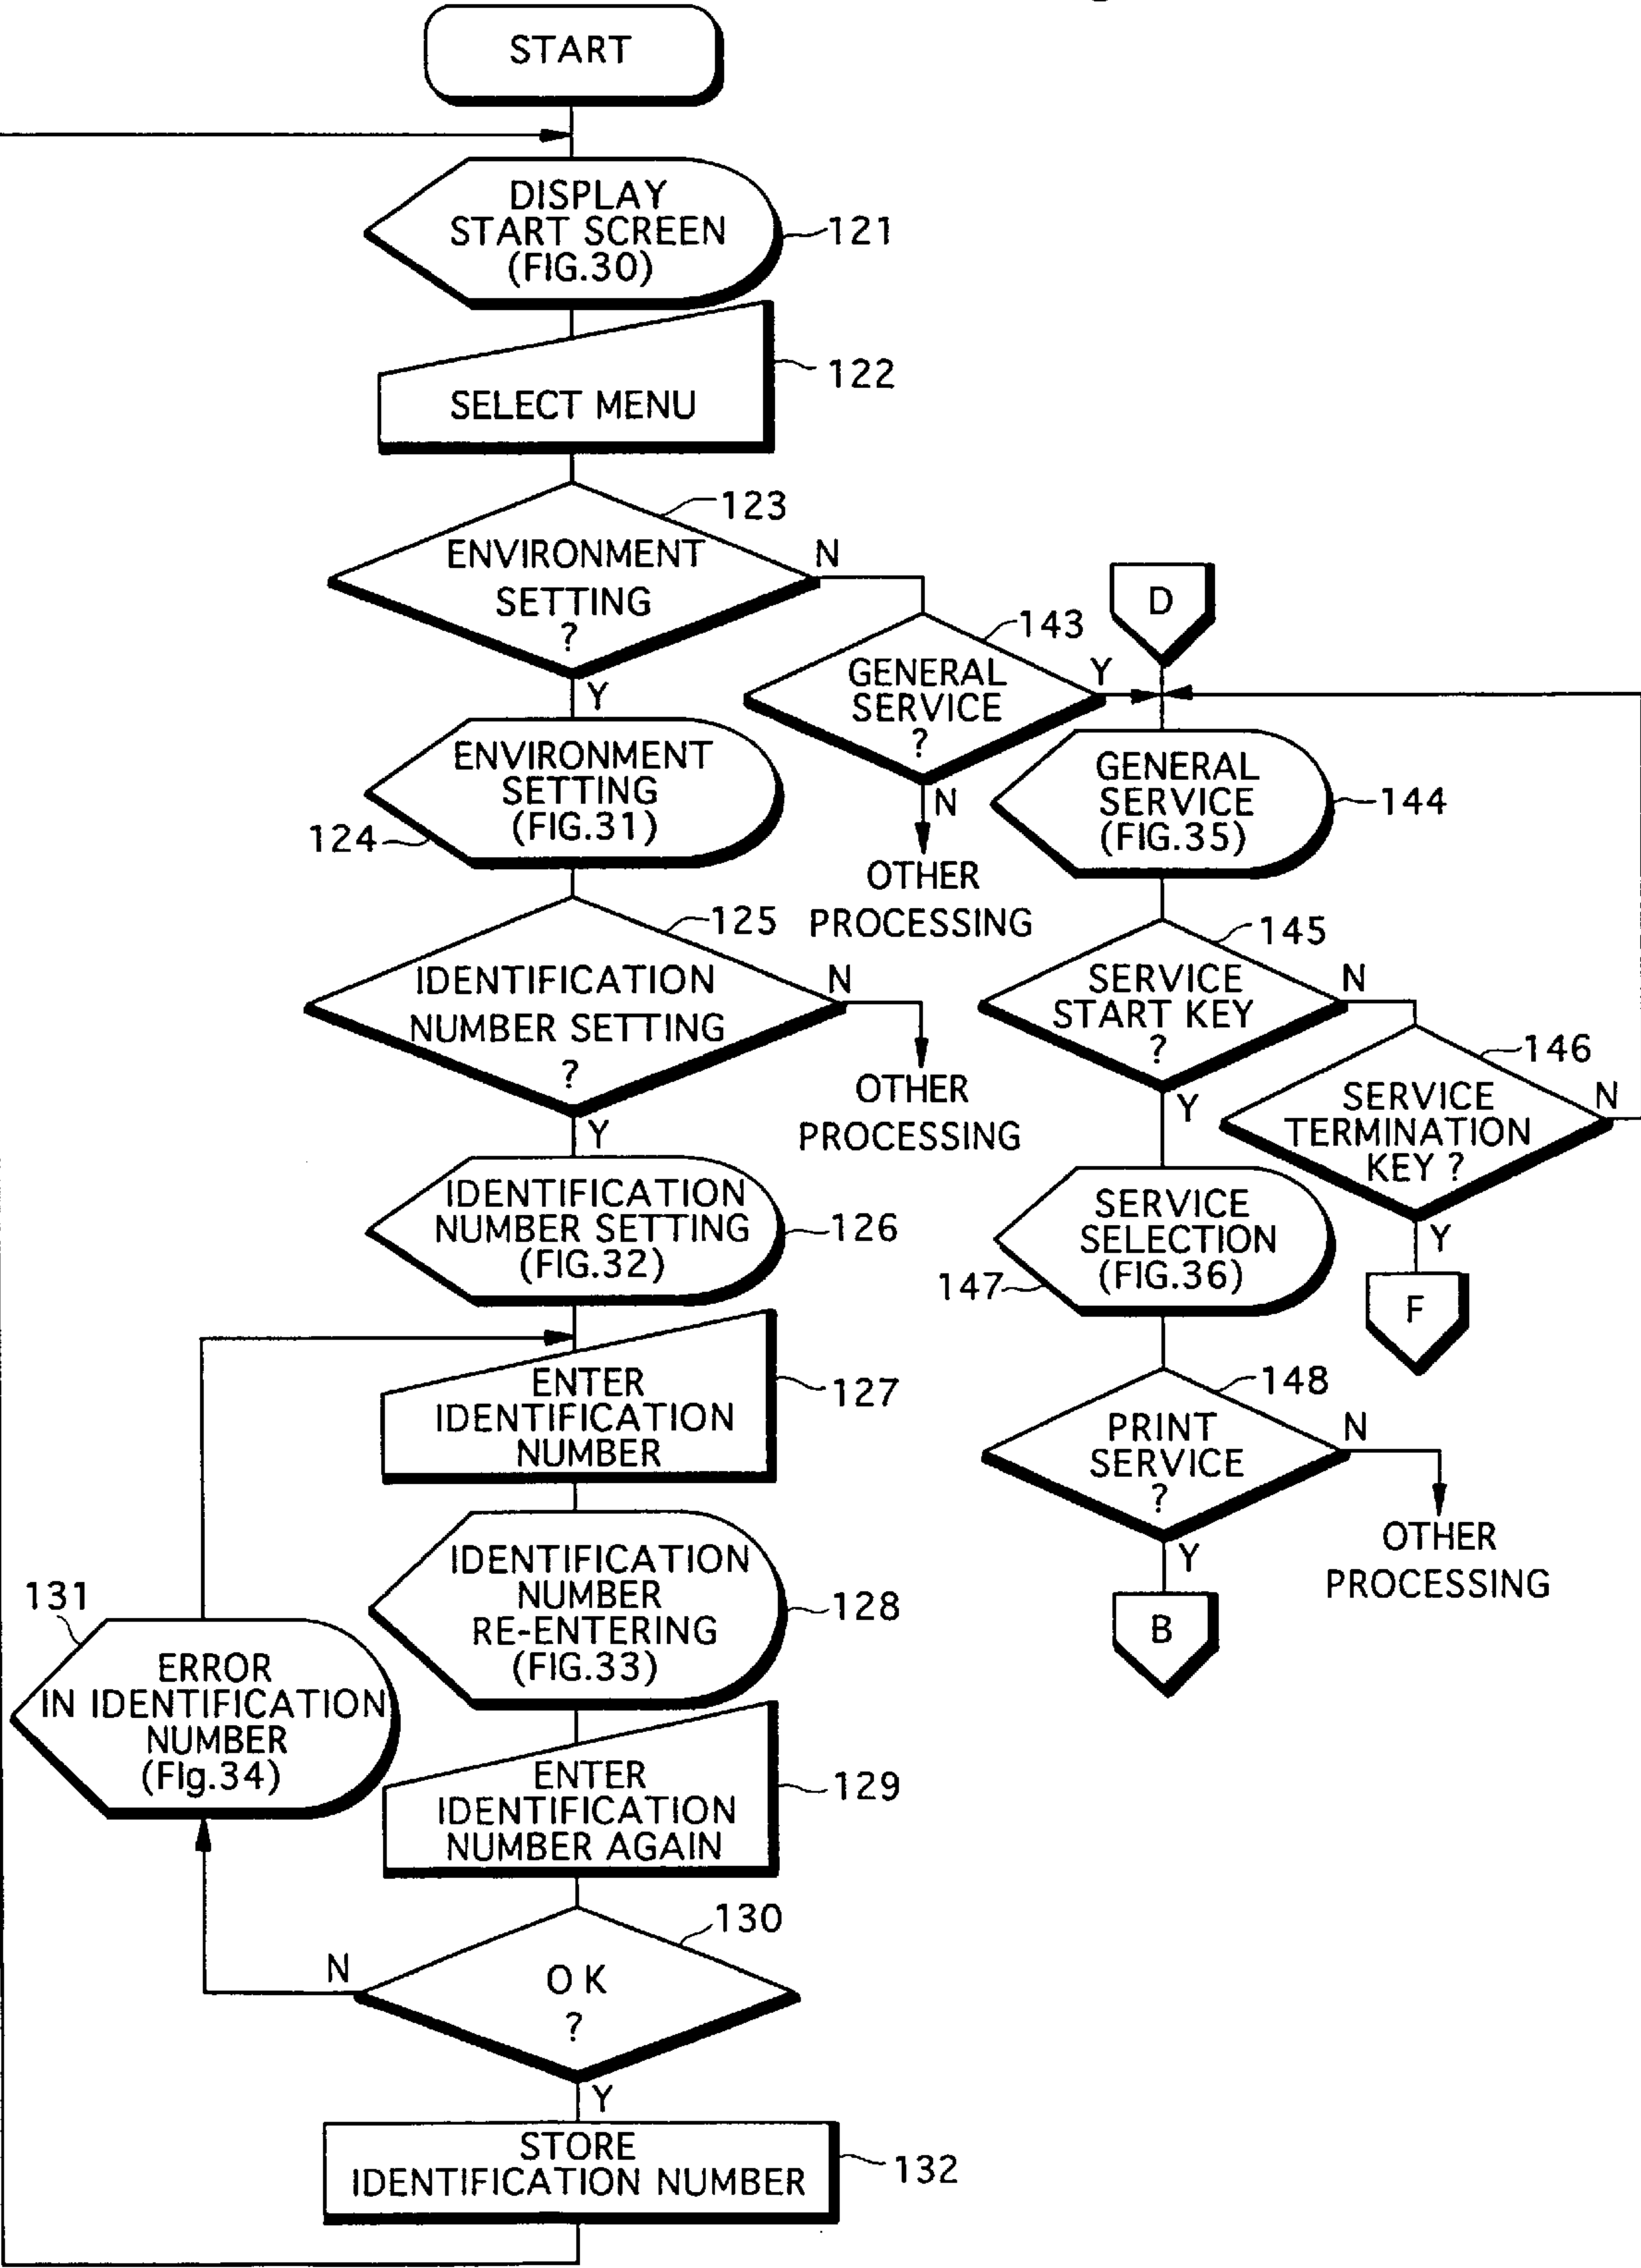 START
DISPLAY
START SCREEN
(FIG.30)
121
SELECT MENU
122
123
ENVIRONMENT
SETTING
?
N
Y
D
143
GENERAL
SERVICE
?
Y
N
OTHER
PROCESSING
ENVIRONMENT
SETTING
(FIG.31)
124
GENERAL
SERVICE
(FIG.35)
144
125
IDENTIFICATION
NUMBER SETTING
?
N
Y
OTHER
PROCESSING
145
SERVICE
START KEY
?
N
Y
146
SERVICE
TERMINATION
KEY ?
N
Y
F
IDENTIFICATION
NUMBER SETTING
(FIG.32)
126
SERVICE
SELECTION
(FIG.36)
147
ENTER
IDENTIFICATION
NUMBER
127
148
PRINT
SERVICE
?
N
Y
OTHER
PROCESSING
B
IDENTIFICATION
NUMBER
RE-ENTERING
(FIG.33)
128
131
ERROR
IN IDENTIFICATION
NUMBER
(FIg.34)
ENTER
IDENTIFICATION
NUMBER AGAIN
129
130
OK
?
N
Y
STORE
IDENTIFICATION NUMBER
132